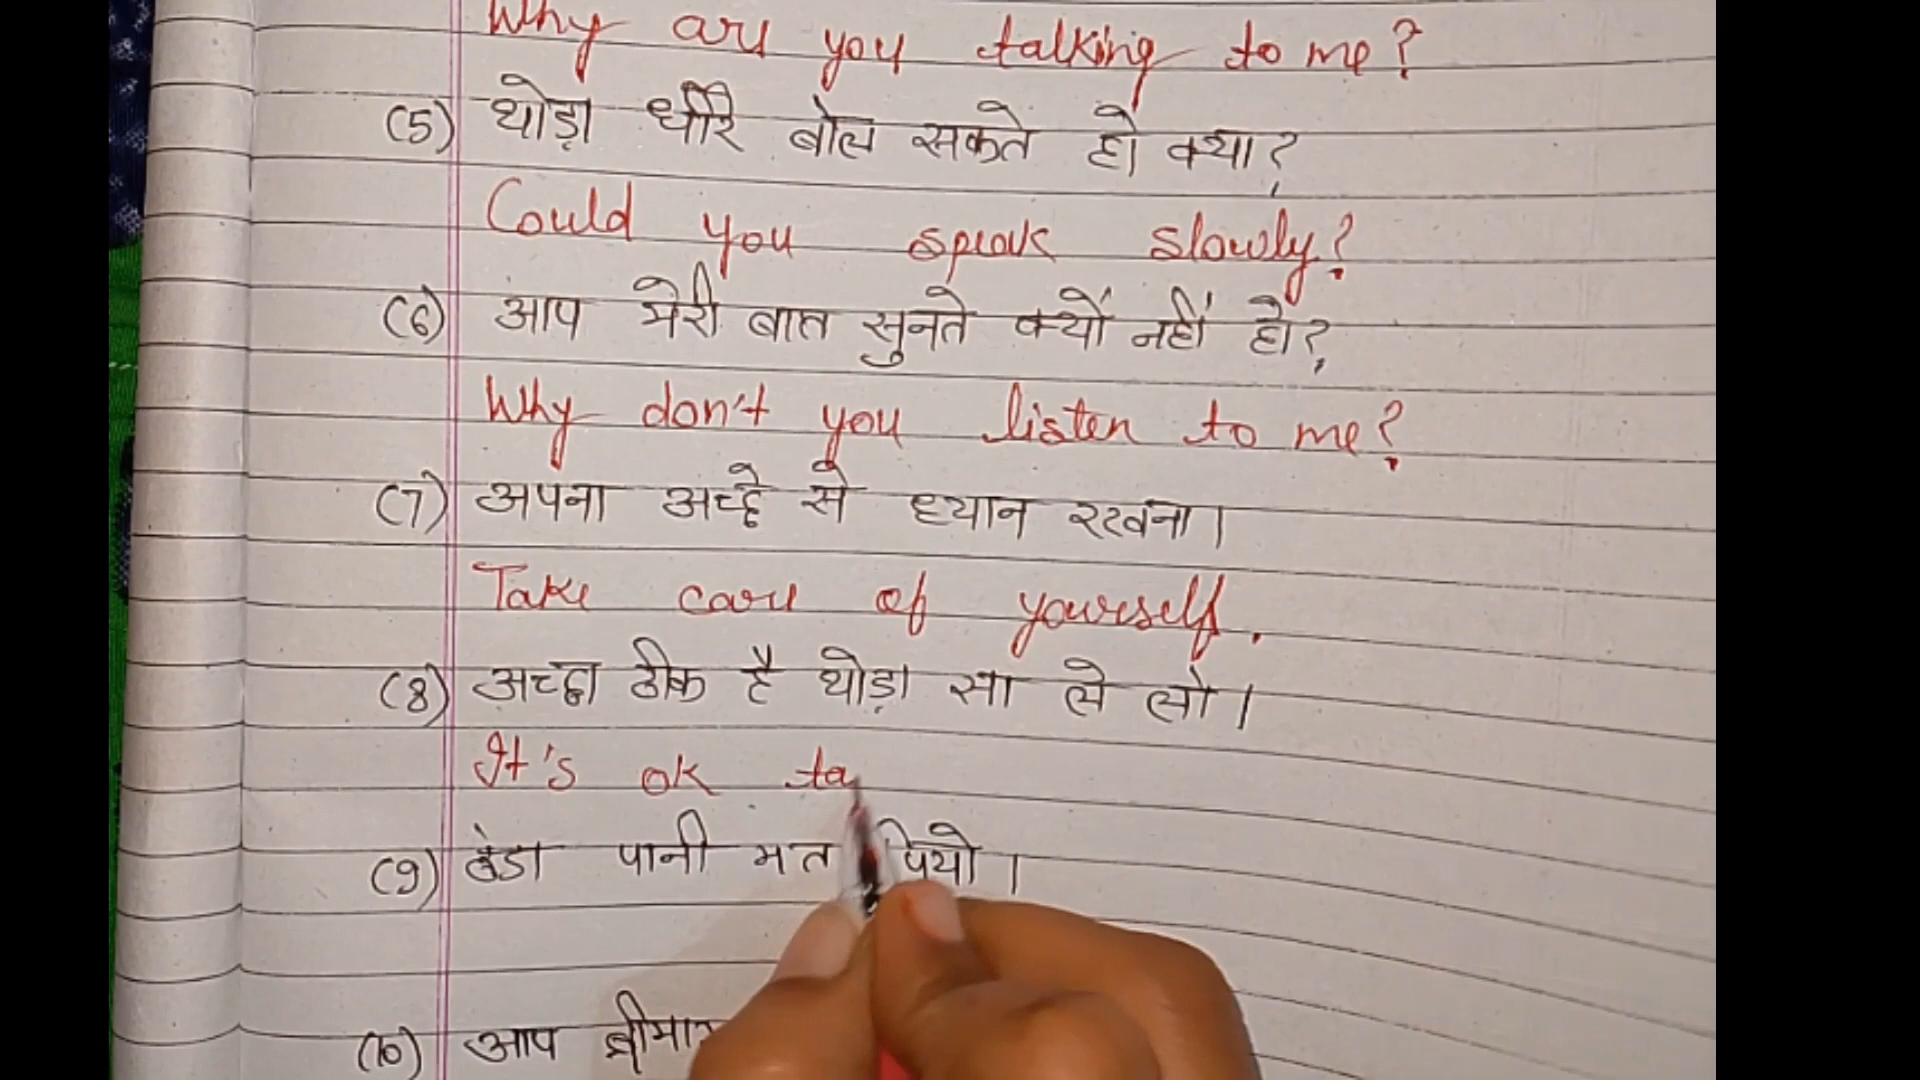 Why are you talking to me?
(5) थोड़ा धीरे बोल सकते हो क्या?
Could you speak slowly?
(6) आप मेरी बात सुनते क्यों नहीं हो?
Why don't you listen to me?
(7) अपना अच्छे से ध्यान रखना।
Take care of yourself.
(8) अच्छा ठीक है थोड़ा सा ले लो।
It's ok ta
(9) ठंडा पानी मत पियो।
(10) आप